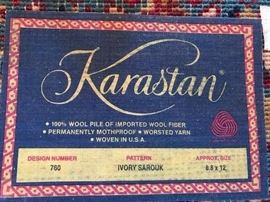 Karastan®
• 100% WOOL PILE OF IMPORTED WOOL FIBER
• PERMANENTLY MOTHPROOF • WORSTED YARN
• WOVEN IN U.S.A.
DESIGN NUMBER PATTERN APPROX. SIZE
760 IVORY SAROUK 8.8 x 12